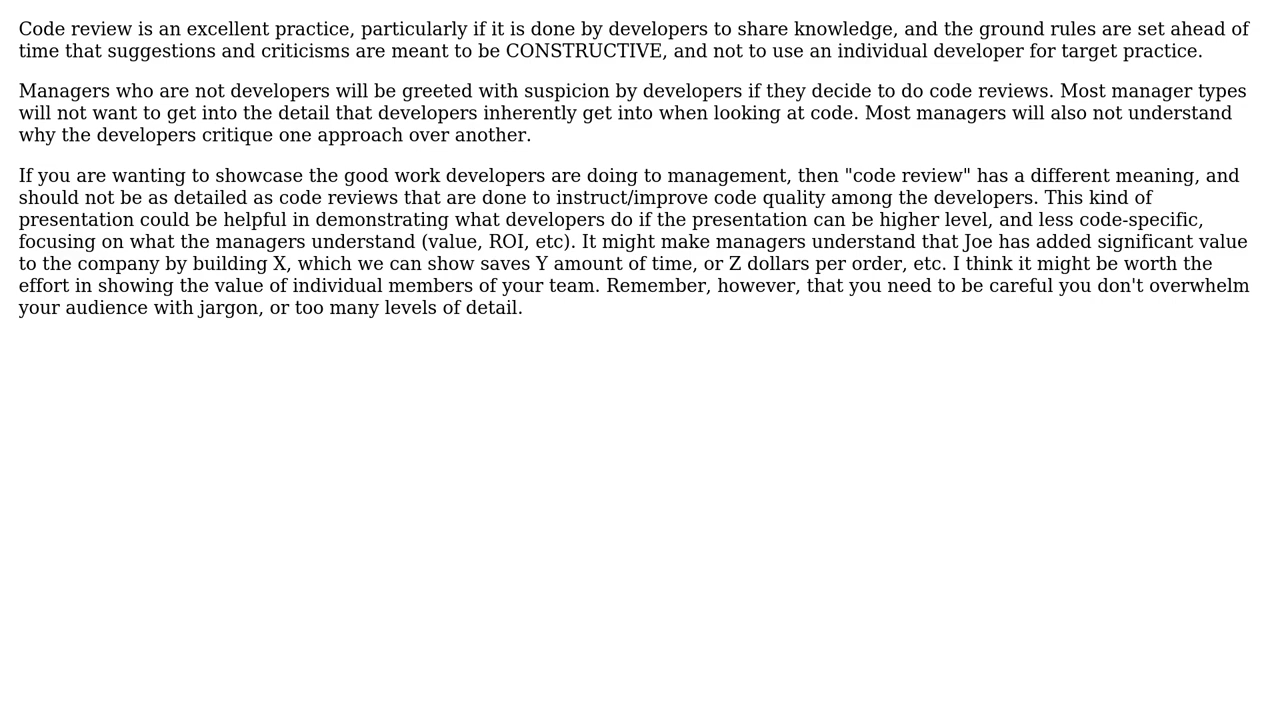 Code review is an excellent practice, particularly if it is done by developers to share knowledge, and the ground rules are set ahead of
time that suggestions and criticisms are meant to be CONSTRUCTIVE, and not to use an individual developer for target practice.
Managers who are not developers will be greeted with suspicion by developers if they decide to do code reviews. Most manager types
will not want to get into the detail that developers inherently get into when looking at code. Most managers will also not understand
why the developers critique one approach over another.
If you are wanting to showcase the good work developers are doing to management, then "code review" has a different meaning, and
should not be as detailed as code reviews that are done to instruct/improve code quality among the developers. This kind of
presentation could be helpful in demonstrating what developers do if the presentation can be higher level, and less code-specific,
focusing on what the managers understand (value, ROI, etc). It might make managers understand that Joe has added significant value
to the company by building X, which we can show saves Y amount of time, or Z dollars per order, etc. I think it might be worth the
effort in showing the value of individual members of your team. Remember, however, that you need to be careful you don't overwhelm
your audience with jargon, or too many levels of detail.